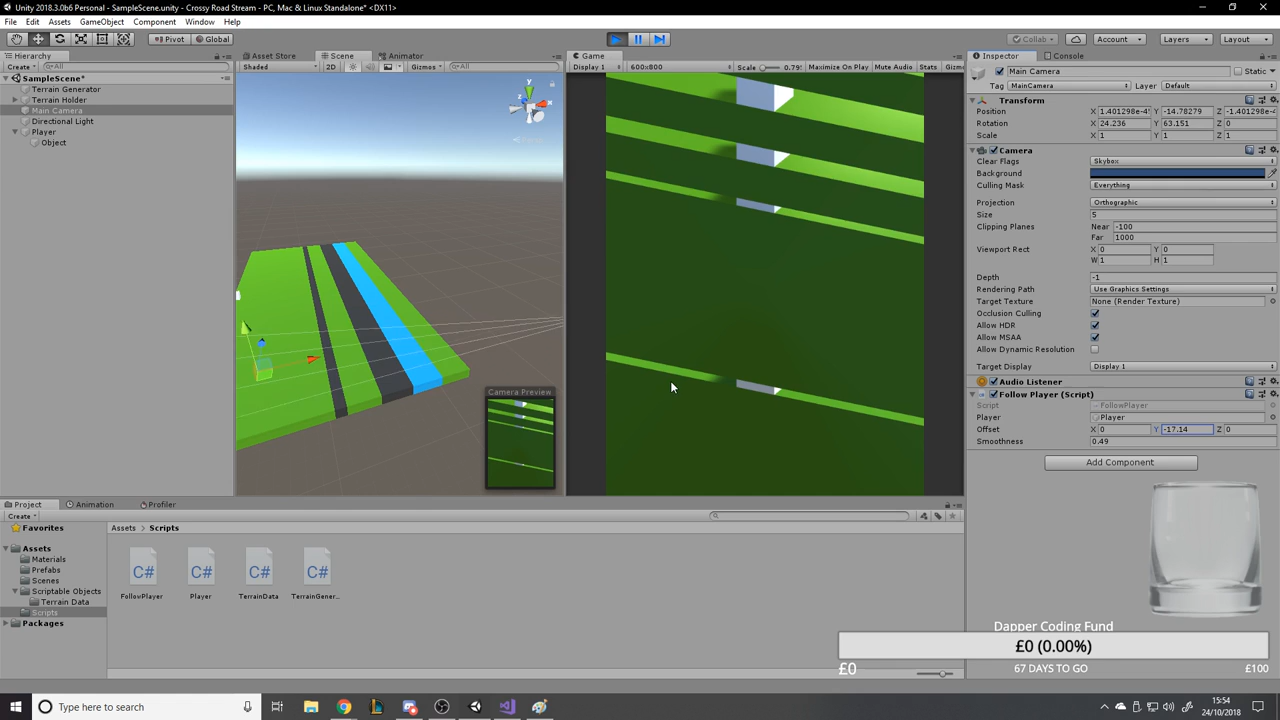 Unity 2018.3.0b6 Personal - SampleScene.unity - Crossy Road Stream - PC, Mac & Linux Standalone* <DX11>
File Edit Assets GameObject Component Window Help
Pivot Global Collab Account Layers Layout
Hierarchy
Create All
SampleScene*
Terrain Generator
Terrain Holder
Main Camera
Directional Light
Player
Object
Asset Store Scene Animator
Shaded 2D Gizmos All
Camera Preview
Game
Display 1 600x800 Scale 0.79 Maximize On Play Mute Audio Stats Gizmo
Inspector Console
Main Camera Static
Tag MainCamera Layer Default
Transform
Position X 1.401298e-4 Y -14.78279 Z -1.401298e-4
Rotation X 24.236 Y 63.151 Z 0
Scale X 1 Y 1 Z 1
Camera
Clear Flags Skybox
Background
Culling Mask Everything
Projection Orthographic
Size 5
Clipping Planes Near -100
Far 1000
Viewport Rect X 0 Y 0
W 1 H 1
Depth -1
Rendering Path Use Graphics Settings
Target Texture None (Render Texture)
Occlusion Culling
Allow HDR
Allow MSAA
Allow Dynamic Resolution
Target Display Display 1
Audio Listener
Follow Player (Script)
Script FollowPlayer
Player Player
Offset X 0 Y -17.14 Z 0
Smoothness 0.49
Add Component
Project Animation Profiler
Create
Favorites
Assets
Materials
Prefabs
Scenes
Scriptable Objects
Terrain Data
Scripts
Packages
Assets > Scripts
C# C# C# C#
FollowPlayer Player TerrainData TerrainGener...
Dapper Coding Fund
£0 (0.00%)
£0 67 DAYS TO GO £100
Type here to search
15:54
24/10/2018